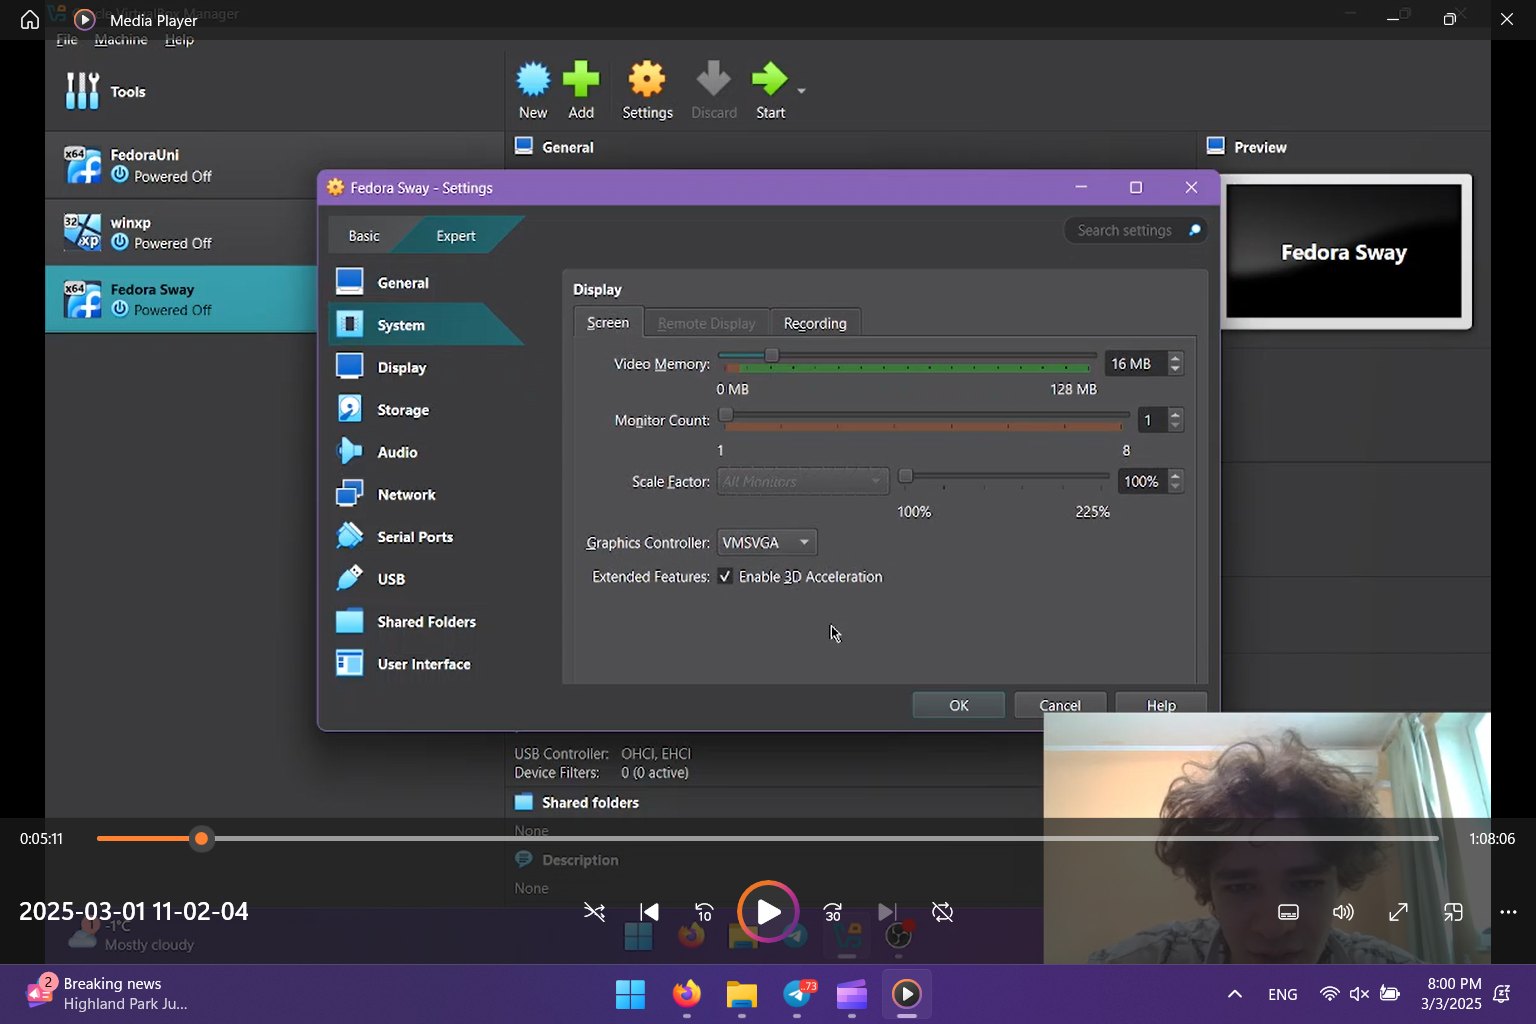 Media Player
File Machine Help
Tools
New
Add
Settings
Discard
Start
General
Preview
x64
FedoraUni
Powered Off
32
xp
winxp
Powered Off
x64
Fedora Sway
Powered Off
Fedora Sway
Fedora Sway - Settings
Basic
Expert
Search settings
General
System
Display
Storage
Audio
Network
Serial Ports
USB
Shared Folders
User Interface
Display
Screen
Remote Display
Recording
Video Memory:
16 MB
0 MB
128 MB
Monitor Count:
1
1
8
Scale Factor:
All Monitors
100%
100%
225%
Graphics Controller:
VMSVGA
Extended Features:
Enable 3D Acceleration
OK
Cancel
Help
USB Controller: OHCI, EHCI
Device Filters: 0 (0 active)
Shared folders
None
Description
None
0:05:11
1:08:06
2025-03-01 11-02-04
10
30
1
-1°C
Mostly cloudy
2
Breaking news
Highland Park Ju...
..73
ENG
8:00 PM
3/3/2025